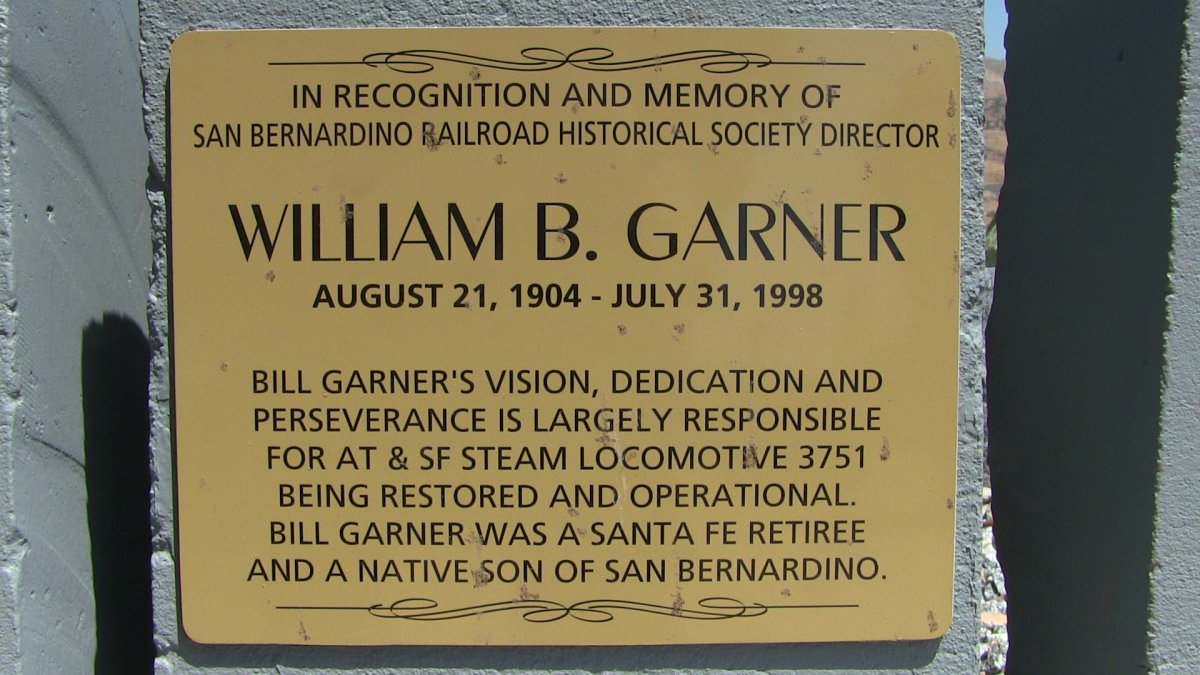 IN RECOGNITION AND MEMORY OF
SAN BERNARDINO RAILROAD HISTORICAL SOCIETY DIRECTOR
WILLIAM B. GARNER
AUGUST 21, 1904 - JULY 31, 1998
BILL GARNER'S VISION, DEDICATION AND
PERSEVERANCE IS LARGELY RESPONSIBLE
FOR AT & SF STEAM LOCOMOTIVE 3751
BEING RESTORED AND OPERATIONAL.
BILL GARNER WAS A SANTA FE RETIREE
AND A NATIVE SON OF SAN BERNARDINO.